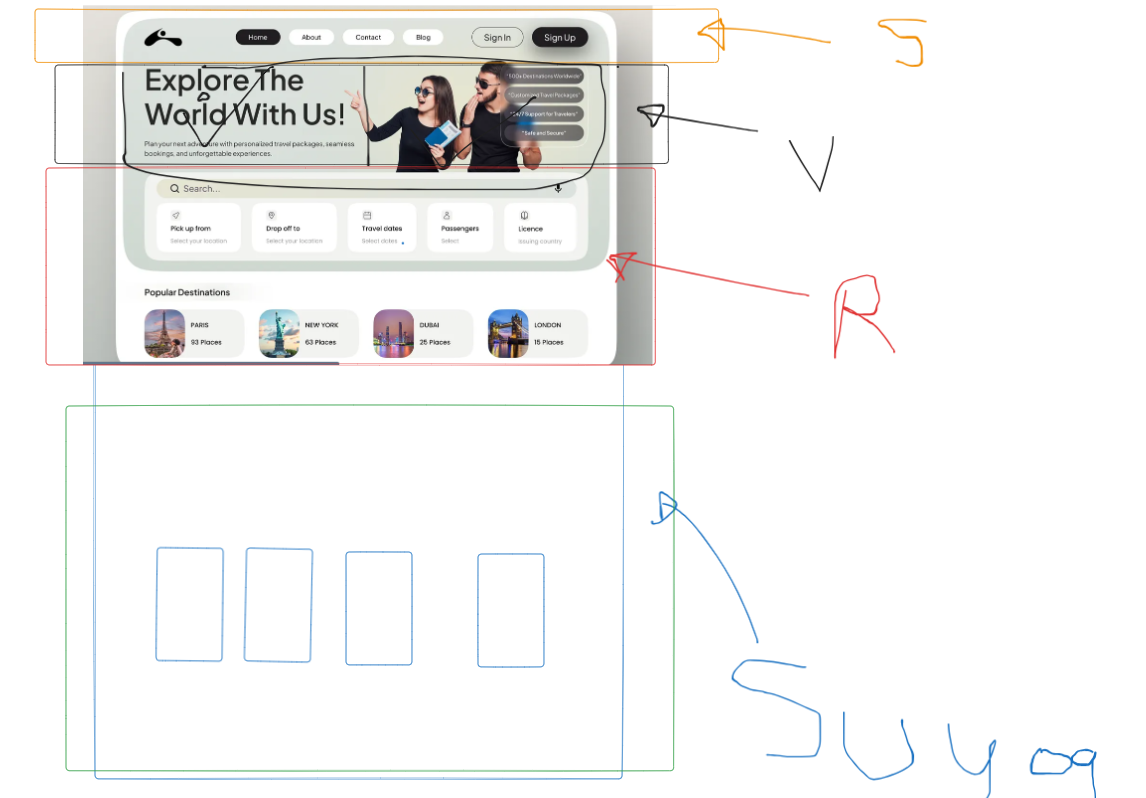 Home About Contact Blog Sign In Sign Up
S
Explore The
World With Us!
Plan your next adventure with personalized travel packages, seamless
bookings, and unforgettable experiences.
"500+ Destinations Worldwide"
"Customized Travel Packages"
"24/7 Support for Travelers"
"Safe and Secure"
V
Search...
Pick up from
Select your location
Drop off to
Select your location
Travel dates
Select dates
Passengers
Select
Licence
Issuing country
R
Popular Destinations
PARIS
93 Places
NEW YORK
63 Places
DUBAI
25 Places
LONDON
15 Places
Suyog